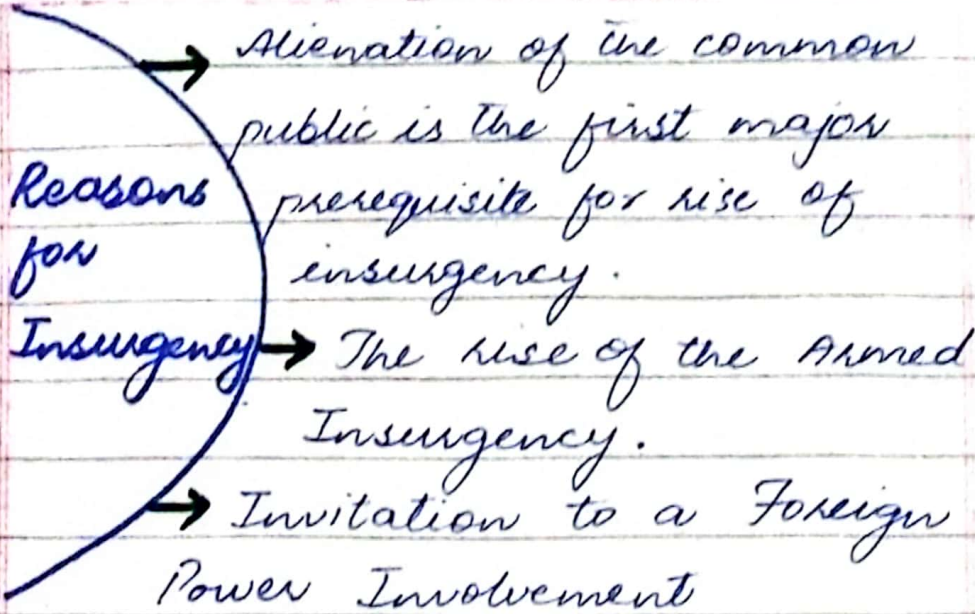 Alienation of the common
public is the first major
prerequisite for rise of
insurgency.
Reasons
for
Insurgency
The rise of the Armed
Insurgency.
Invitation to a Foreign
Power Involvement